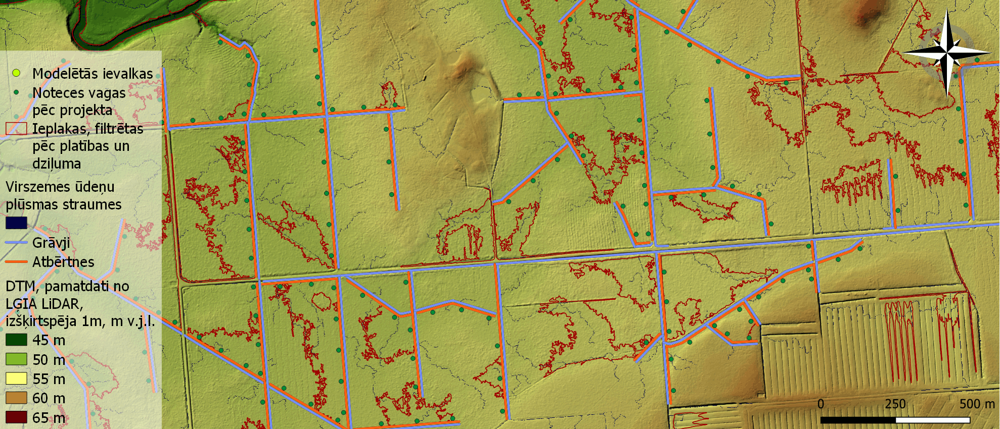 Modelētās ievalkas
Noteces vagas
pēc projekta
Ieplakas, filtrētas
pēc platības un
dziļuma
Virszemes ūdeņu
plūsmas straumes
Grāvji
Atbērtnes
DTM, pamatdati no
LGIA LiDAR,
izšķirtspēja 1m, m v.j.l.
45 m
50 m
55 m
60 m
65 m
0 250 500 m